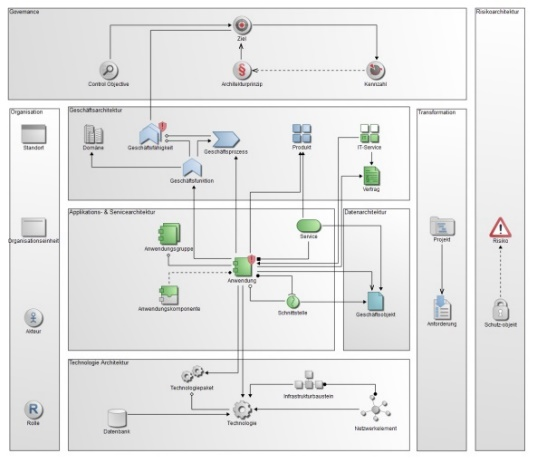 Governance
Risikoarchitektur
Ziel
Control Objective
Architekturprinzip
Kennzahl
Organisation
Geschäftsarchitektur
Transformation
Standort
Domäne
Geschäftsfähigkeit
Geschäftsprozess
Produkt
IT-Service
Geschäftsfunktion
Vertrag
Applikations- & Servicearchitektur
Datenarchitektur
Organisationseinheit
Anwendungsgruppe
Service
Projekt
Risiko
Anwendung
Anwendungskomponente
Schnittstelle
Geschäftsobjekt
Anforderung
Schutzobjekt
Akteur
Technologie Architektur
Technologiepaket
Infrastrukturbaustein
R
Rolle
Datenbank
Technologie
Netzwerkelement